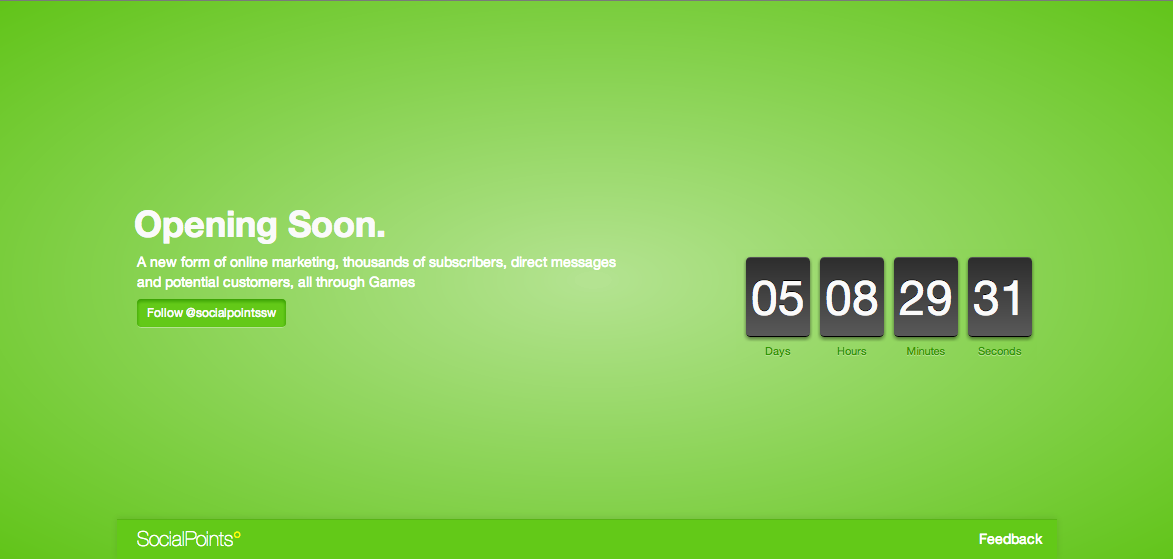 Opening Soon.
A new form of online marketing, thousands of subscribers, direct messages
and potential customers, all through Games
Follow @socialpointssw
05 08 29 31
Days Hours Minutes Seconds
SocialPoints°
Feedback